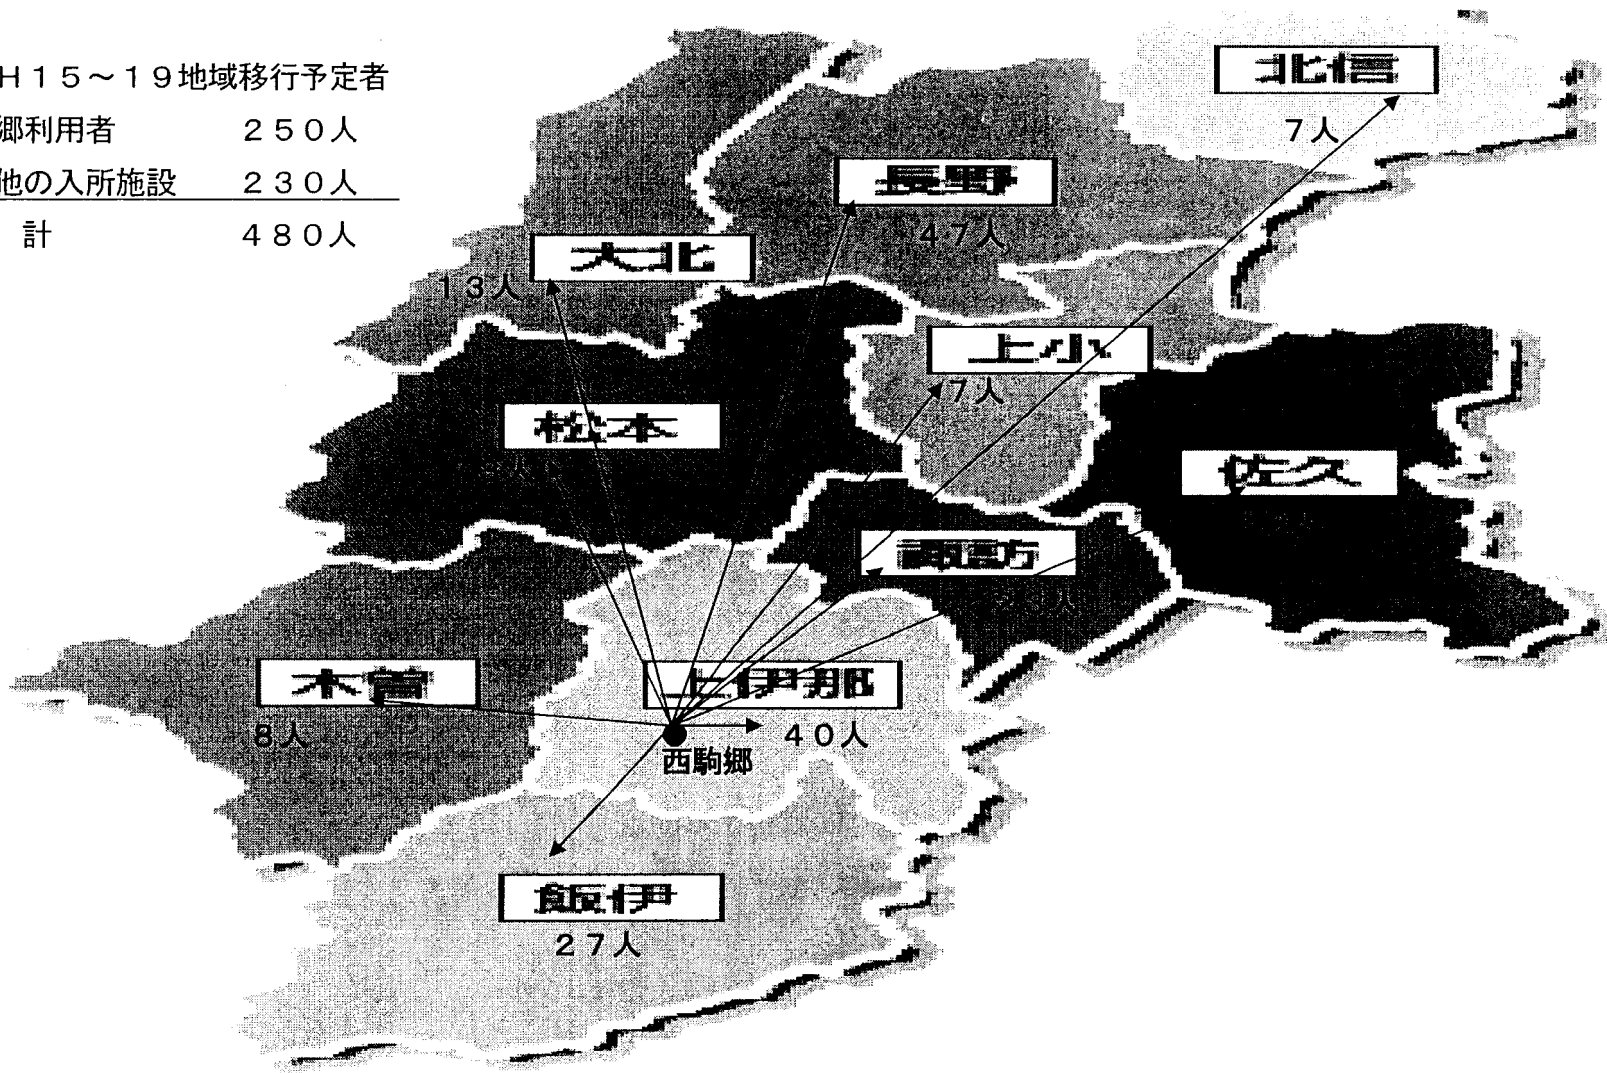 H15～19地域移行予定者
郷利用者 250人
他の入所施設 230人
計 480人
北信
7人
長野
47人
大北
13人
上小
7人
松本
佐久
諏訪
木曽
8人
上伊那
40人
西駒郷
飯伊
27人